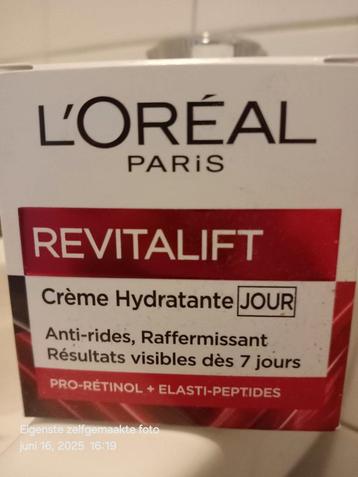 L'ORÉAL
PARiS
REVITALIFT
Crème Hydratante JOUR
Anti-rides, Raffermissant
Résultats visibles dès 7 jours
PRO-RÉTINOL + ELASTI-PEPTIDES
Eigenste zelfgemaakte foto
juni 16, 2025 16:19